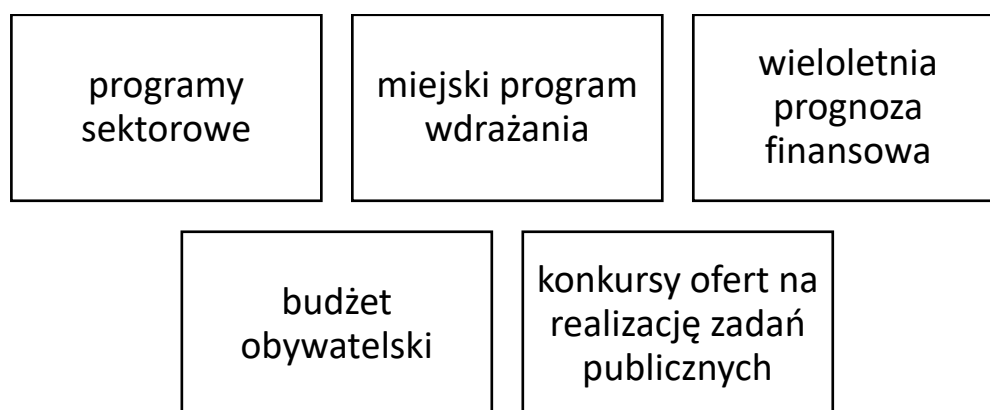 programy
sektorowe
miejski program
wdrażania
wieloletnia
prognoza
finansowa
budżet
obywatelski
konkursy ofert na
realizację zadań
publicznych